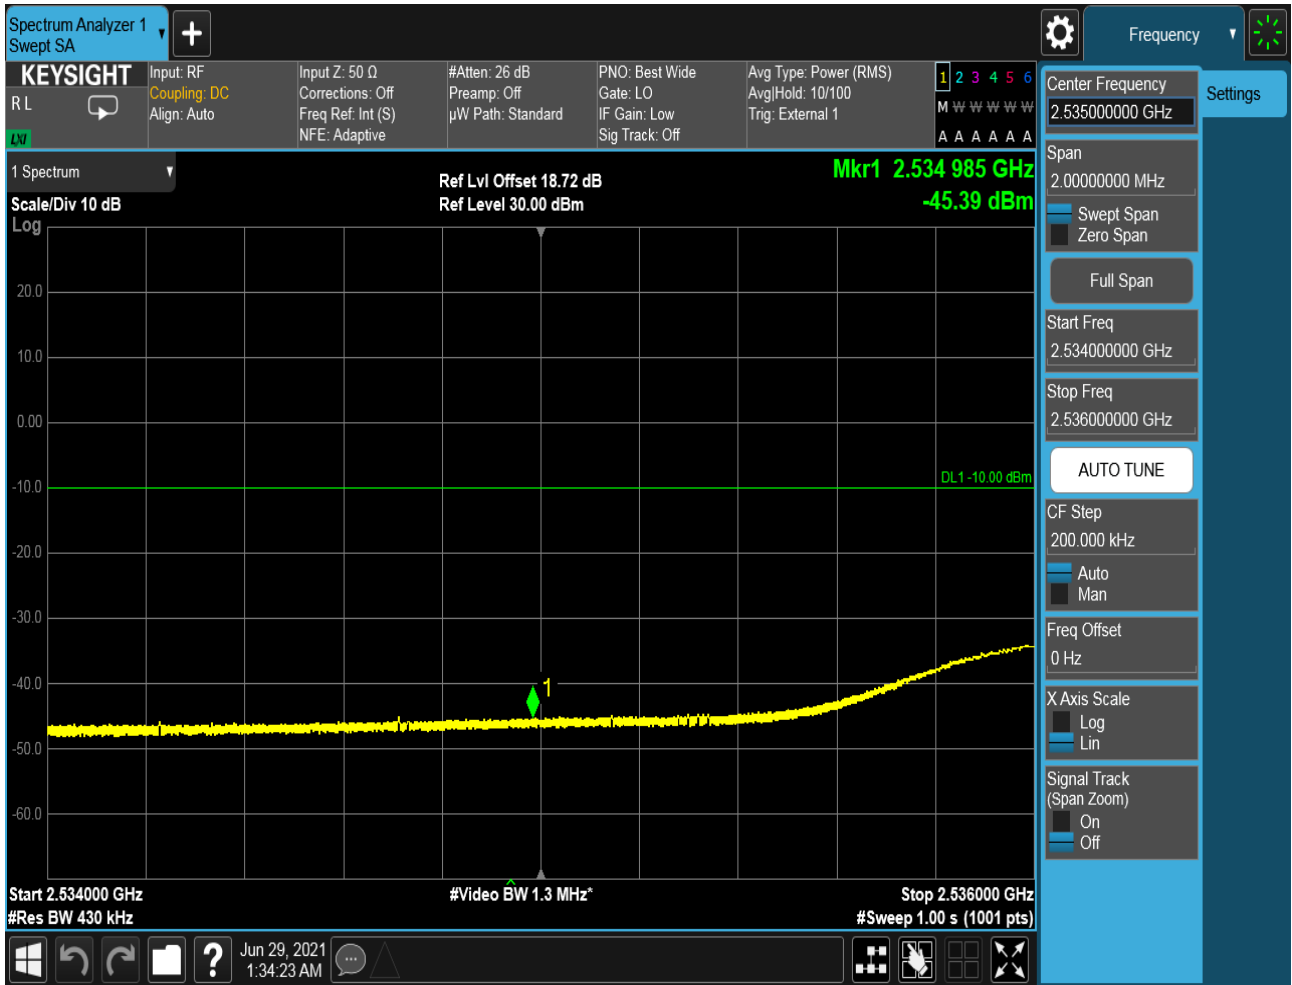 Spectrum Analyzer 1
Swept SA
Frequency
KEYSIGHT
R L
LXI
Input: RF
Coupling: DC
Align: Auto
Input Z: 50 Ω
Corrections: Off
Freq Ref: Int (S)
NFE: Adaptive
#Atten: 26 dB
Preamp: Off
µW Path: Standard
PNO: Best Wide
Gate: LO
IF Gain: Low
Sig Track: Off
Avg Type: Power (RMS)
Avg|Hold: 10/100
Trig: External 1
1 2 3 4 5 6
M W W W W W
A A A A A A
1 Spectrum
Scale/Div 10 dB
Log
Ref Lvl Offset 18.72 dB
Ref Level 30.00 dBm
Mkr1 2.534 985 GHz
-45.39 dBm
20.0
10.0
0.00
-10.0
-20.0
-30.0
-40.0
-50.0
-60.0
DL1 -10.00 dBm
1
Start 2.534000 GHz
#Res BW 430 kHz
#Video BW 1.3 MHz*
Stop 2.536000 GHz
#Sweep 1.00 s (1001 pts)
Jun 29, 2021
1:34:23 AM
Center Frequency
2.535000000 GHz
Settings
Span
2.00000000 MHz
Swept Span
Zero Span
Full Span
Start Freq
2.534000000 GHz
Stop Freq
2.536000000 GHz
AUTO TUNE
CF Step
200.000 kHz
Auto
Man
Freq Offset
0 Hz
X Axis Scale
Log
Lin
Signal Track
(Span Zoom)
On
Off